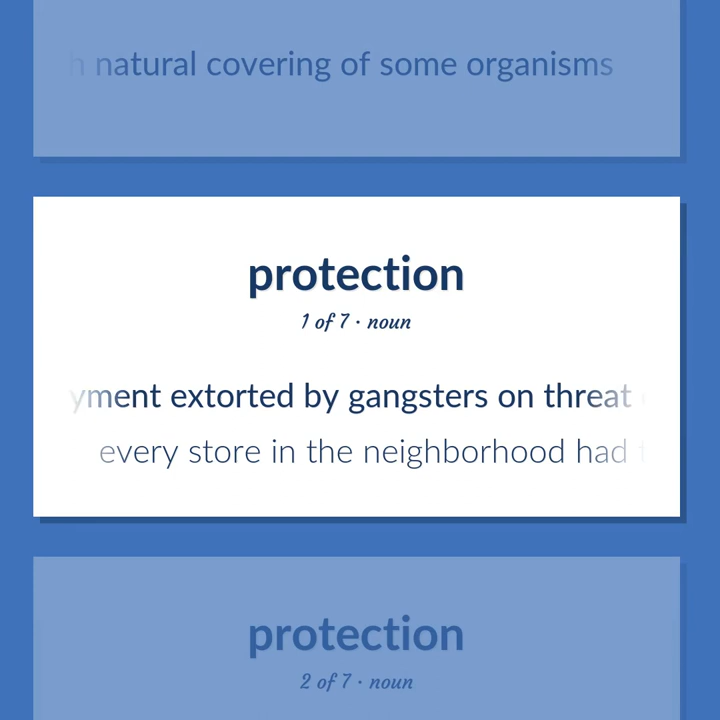 natural covering of some organisms
protection
1 of 7 · noun
yment extorted by gangsters on threat
every store in the neighborhood had
protection
2 of 7 · noun